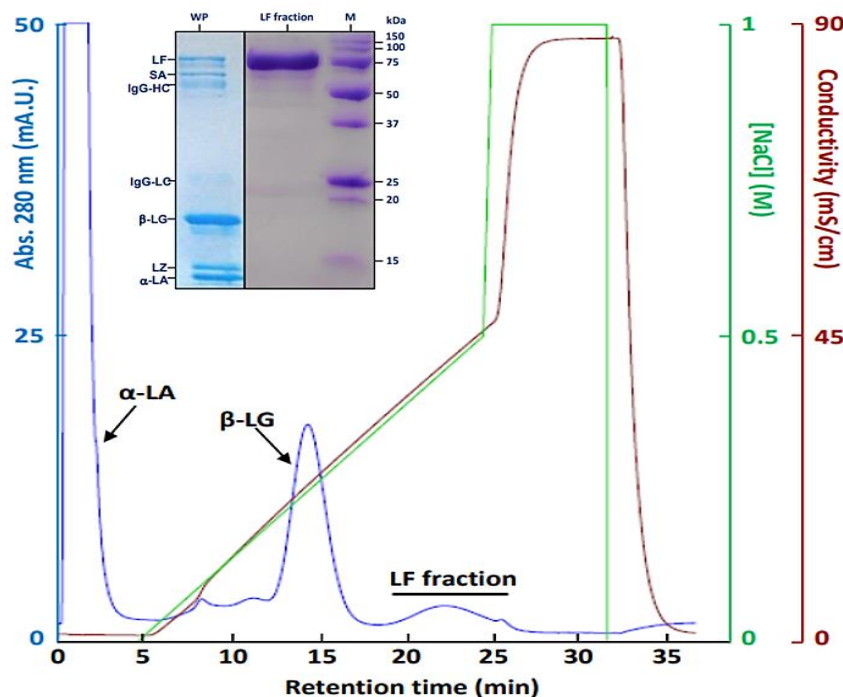 WP LF fraction M kDa
LF
SA
IgG-HC
IgG-LC
β-LG
LZ
α-LA
150
100
75
50
37
25
20
15
Abs. 280 nm (mA.U.)
50
25
0
α-LA
β-LG
LF fraction
1
0.5
0
[NaCl] (M)
90
45
0
Conductivity (mS/cm)
0 5 10 15 20 25 30 35
Retention time (min)